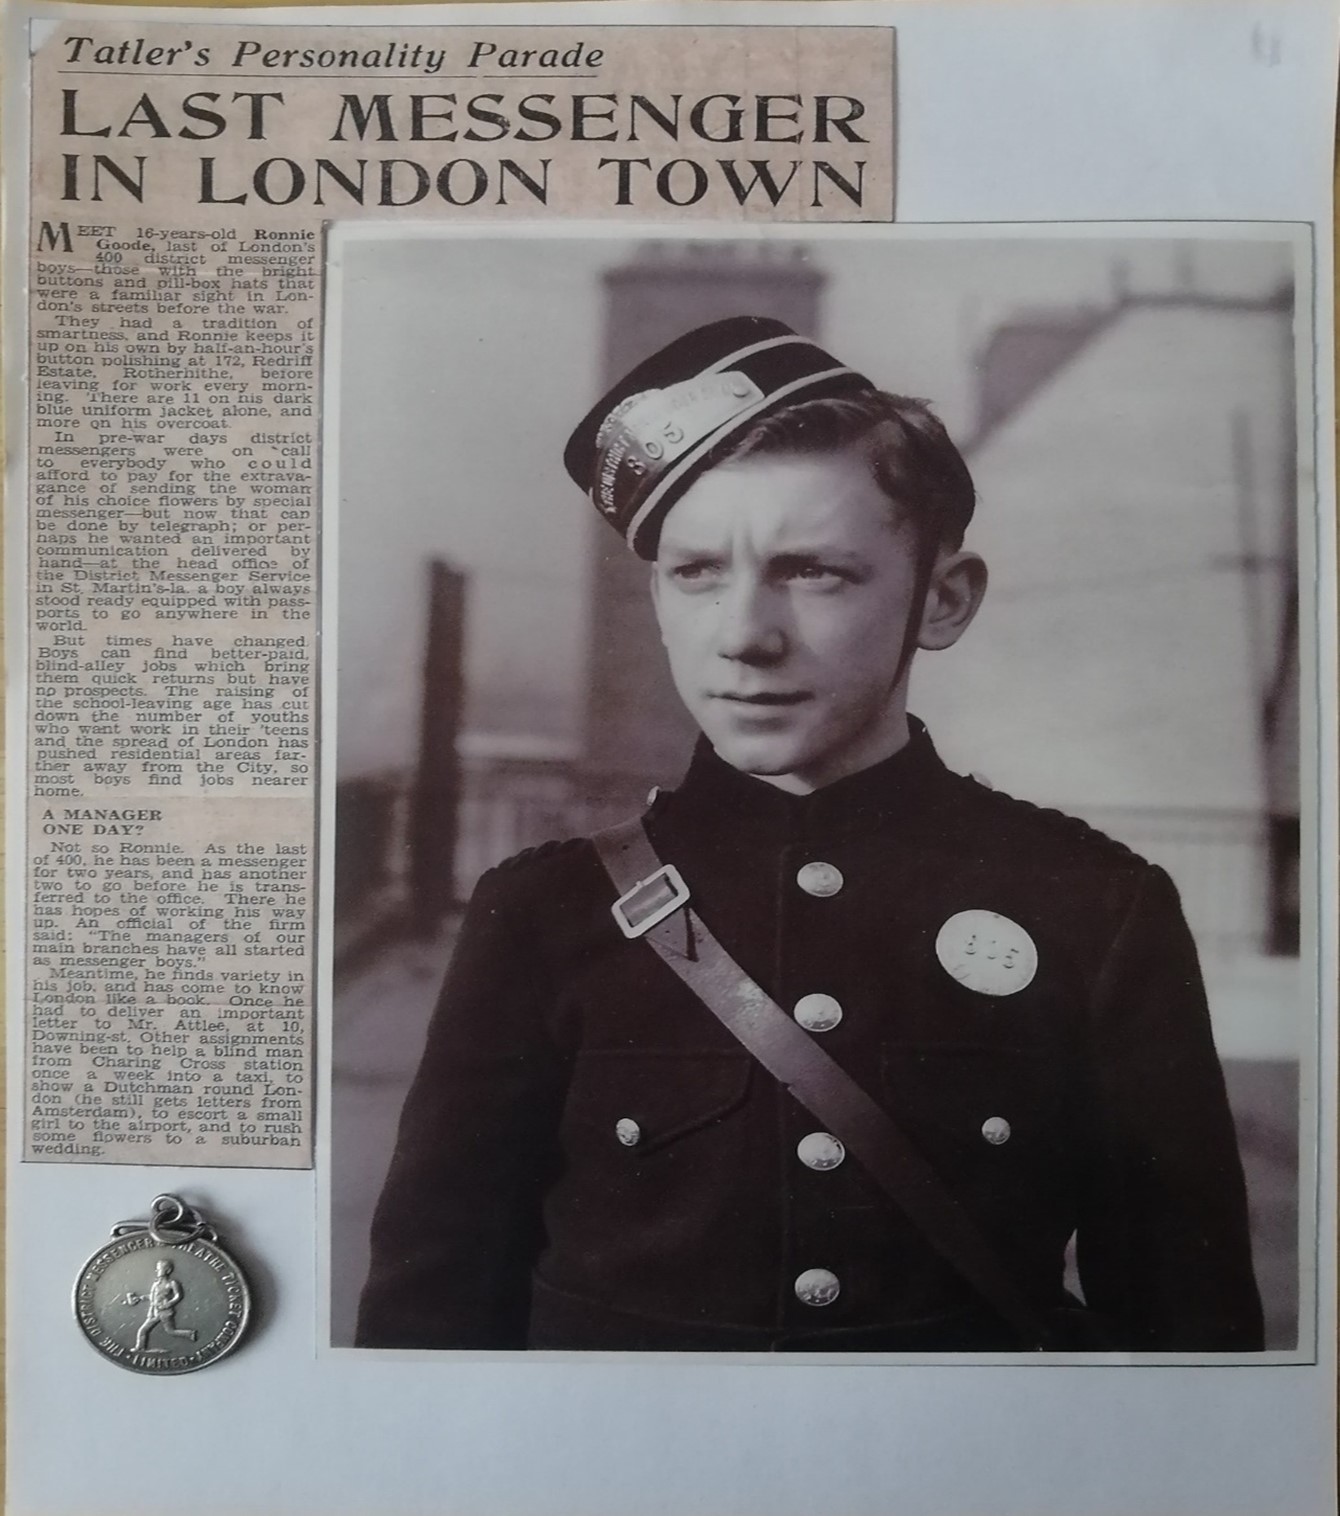 Tatler's Personality Parade
LAST MESSENGER
IN LONDON TOWN
MEET 16-years-old Ronnie
Goode, last of London's
400 district messenger
boys—those with the bright
buttons and pill-box hats that
were a familiar sight in Lon-
don's streets before the war.
They had a tradition of
smartness, and Ronnie keeps it
up on his own by half-an-hour's
button polishing at 172, Redriff
Estate, Rotherhithe, before
leaving for work every morn-
ing. There are 11 on his dark
blue uniform jacket alone, and
more on his overcoat.
In pre-war days district
messengers were on call
to everybody who could
afford to pay for the extrava-
gance of sending the woman
of his choice flowers by special
messenger—but now that can
be done by telegraph; or per-
haps he wanted an important
communication delivered by
hand—at the head office of
the District Messenger Service
in St. Martin's-la. a boy always
stood ready equipped with pass-
ports to go anywhere in the
world.
But times have changed.
Boys can find better-paid,
blind-alley jobs which bring
them quick returns but have
no prospects. The raising of
the school-leaving age has cut
down the number of youths
who want work in their 'teens
and the spread of London has
pushed residential areas far-
ther away from the City, so
most boys find jobs nearer
home.
A MANAGER
ONE DAY?
Not so Ronnie. As the last
of 400, he has been a messenger
for two years, and has another
two to go before he is trans-
ferred to the office. There he
has hopes of working his way
up. An official of the firm
said: "The managers of our
main branches have all started
as messenger boys."
Meantime, he finds variety in
his job, and has come to know
London like a book. Once he
had to deliver an important
letter to Mr. Attlee, at 10,
Downing-st. Other assignments
have been to help a blind man
from Charing Cross station
once a week into a taxi, to
show a Dutchman round Lon-
don (he still gets letters from
Amsterdam), to escort a small
girl to the airport, and to rush
some flowers to a suburban
wedding.
305
THE DISTRICT MESSENGER & THEATRE TICKET COMPANY
LIMITED